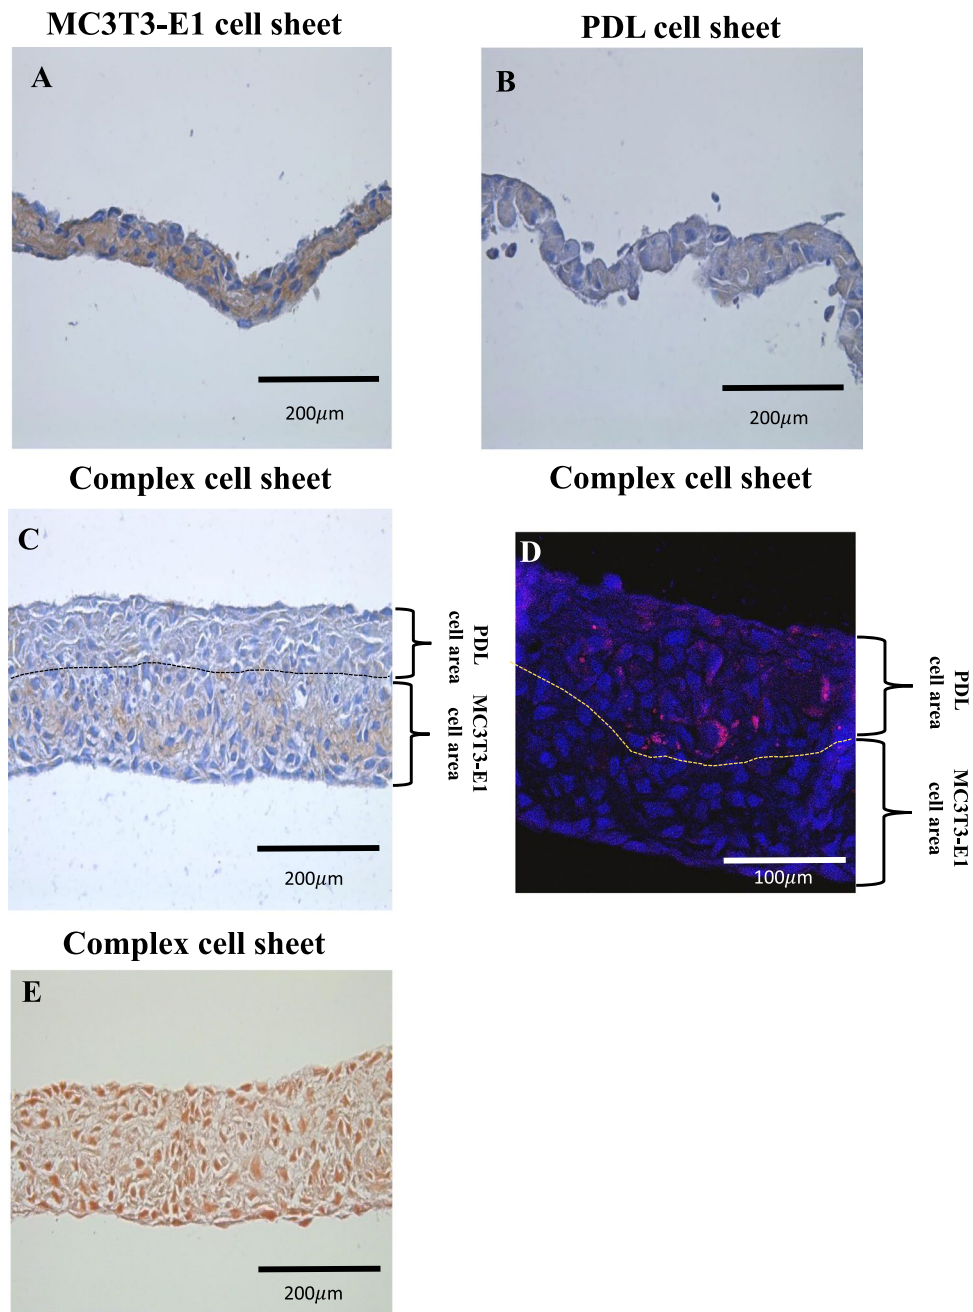 MC3T3-E1 cell sheet
PDL cell sheet
A
200μm
B
200μm
Complex cell sheet
Complex cell sheet
C
PDL
cell area
MC3T3-E1
cell area
200μm
D
PDL
cell area
MC3T3-E1
cell area
100μm
Complex cell sheet
E
200μm